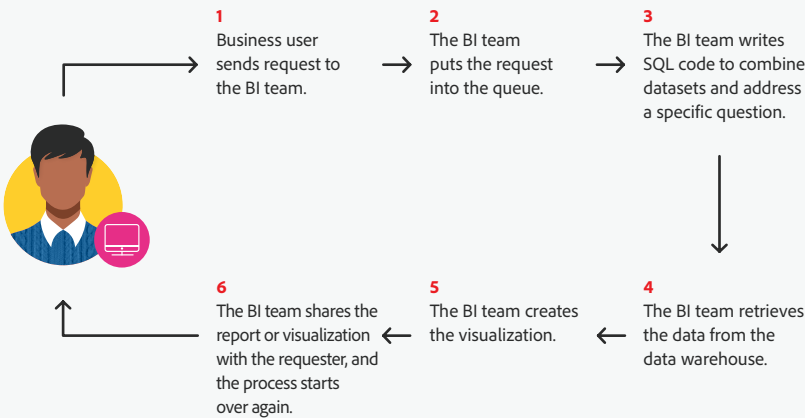 1
Business user
sends request to
the BI team.
2
The BI team
puts the request
into the queue.
3
The BI team writes
SQL code to combine
datasets and address
a specific question.
4
The BI team retrieves
the data from the
data warehouse.
5
The BI team creates
the visualization.
6
The BI team shares the
report or visualization
with the requester, and
the process starts
over again.